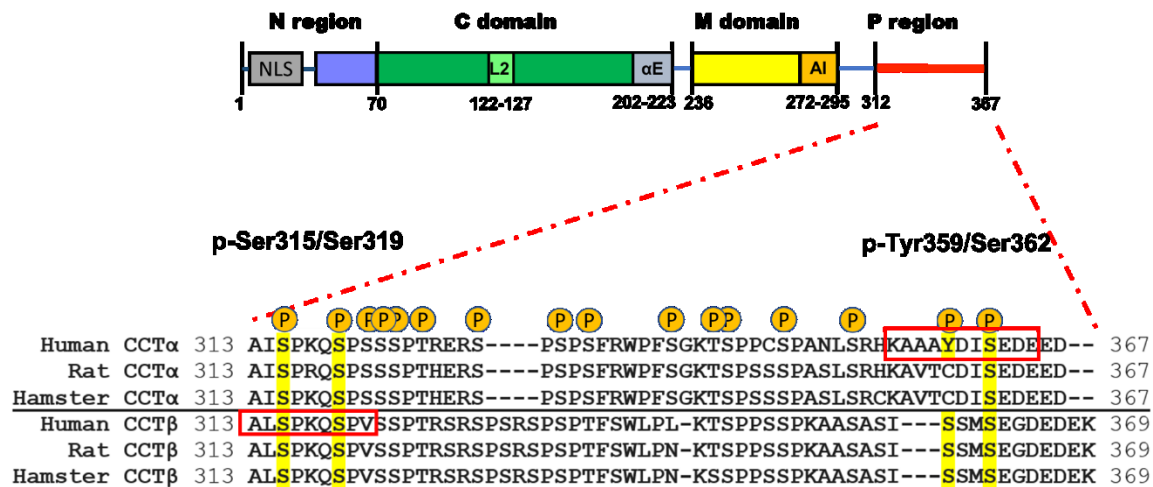 N region C domain M domain P region
NLS L2 αE AI
1 70 122-127 202-223 236 272-295 312 367
p-Ser315/Ser319 p-Tyr359/Ser362
P P P P P P P P P P P P P P P P
Human CCTα 313 AISPKQSPSSSPTRERS----PSPSFRWPFSGKTSPPCSPANLSRHKAAAYDISEDEED-- 367
Rat CCTα 313 AISPRQSPSSSPTHERS----PSPSFRWPFSGKTSPPSSPASLSRHKAVTCDISEDEED-- 367
Hamster CCTα 313 AISPKQSPSSSPTHERS----PSPSFRWPFSGKTSPPSSPASLSRCKAVTCDISEDEED-- 367
Human CCTβ 313 ALSPKQSPVSSPTRSRSPSRSPSPTFSWLPL-KTSPPSSPKAASASI---SSMSEGDEDEK 369
Rat CCTβ 313 ALSPKQSPVSSPTRSRSPSRSPSPTFSWLPN-KTSPPSSPKAASASI---SSMSEGDEDEK 369
Hamster CCTβ 313 ALSPKQSPVSSPTRSRSPSRSPSPTFSWLPN-KSSPPSSPKAASASI---SSMSEGDEDEK 369